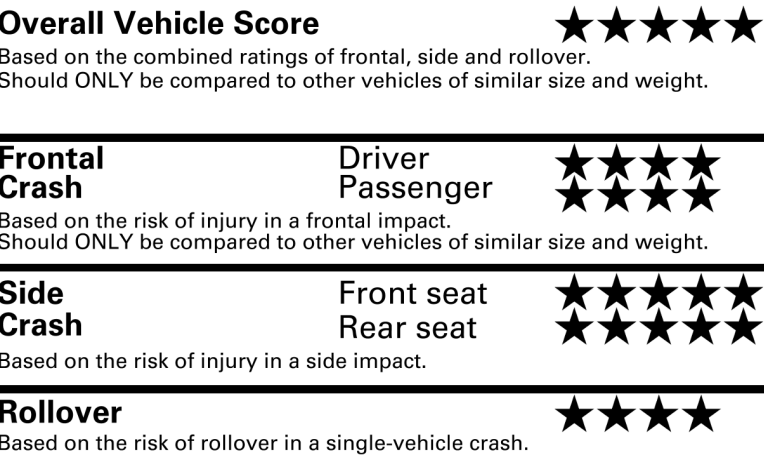 Overall Vehicle Score ★★★★★
Based on the combined ratings of frontal, side and rollover.
Should ONLY be compared to other vehicles of similar size and weight.
Frontal Driver ★★★★
Crash Passenger ★★★★
Based on the risk of injury in a frontal impact.
Should ONLY be compared to other vehicles of similar size and weight.
Side Front seat ★★★★★
Crash Rear seat ★★★★★
Based on the risk of injury in a side impact.
Rollover ★★★★
Based on the risk of rollover in a single-vehicle crash.